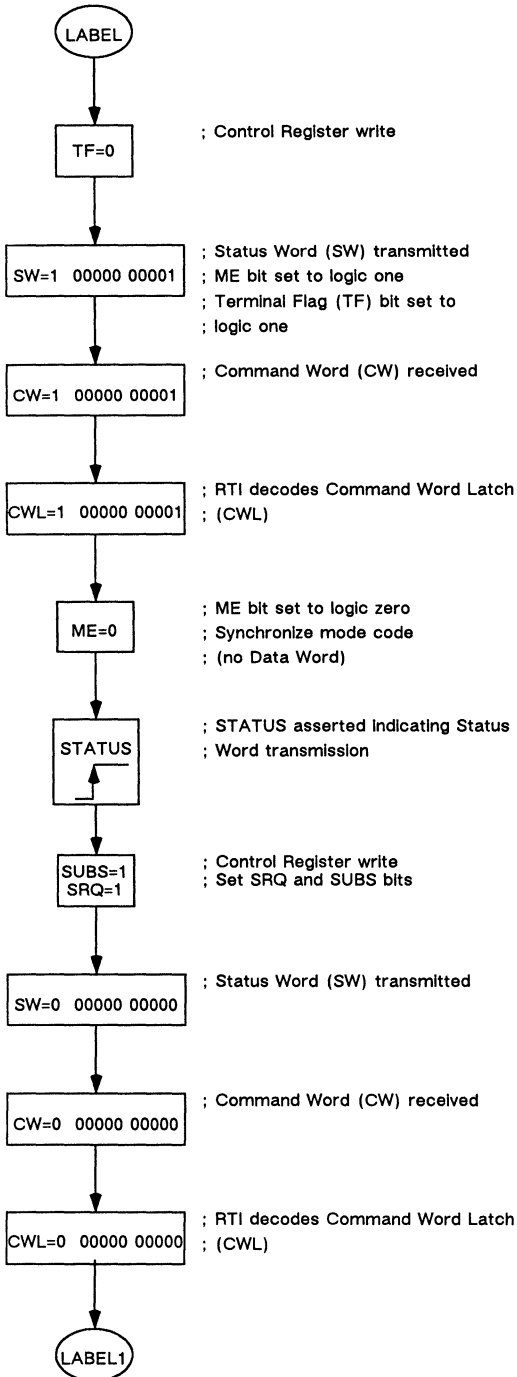 LABEL
TF=0 ; Control Register write
SW=1 00000 00001 ; Status Word (SW) transmitted
; ME bit set to logic one
; Terminal Flag (TF) bit set to
; logic one
CW=1 00000 00001 ; Command Word (CW) received
CWL=1 00000 00001 ; RTI decodes Command Word Latch
; (CWL)
ME=0 ; ME bit set to logic zero
; Synchronize mode code
; (no Data Word)
STATUS ; STATUS asserted indicating Status
; Word transmission
SUBS=1 ; Control Register write
SRQ=1 ; Set SRQ and SUBS bits
SW=0 00000 00000 ; Status Word (SW) transmitted
CW=0 00000 00000 ; Command Word (CW) received
CWL=0 00000 00000 ; RTI decodes Command Word Latch
; (CWL)
LABEL1